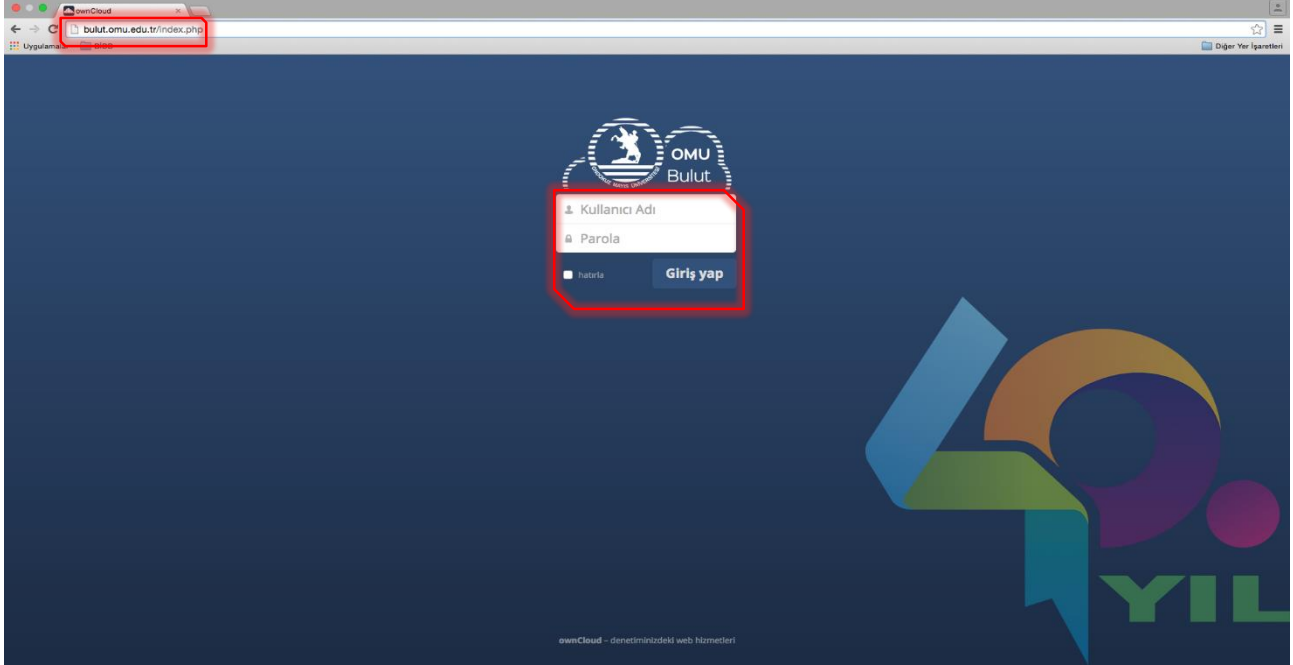 ownCloud
bulut.omu.edu.tr/index.php
Diğer Yer İşaretleri
OMU
Bulut
Kullanıcı Adı
Parola
hatırla
Giriş yap
40. YIL
ownCloud – denetiminizdeki web hizmetleri